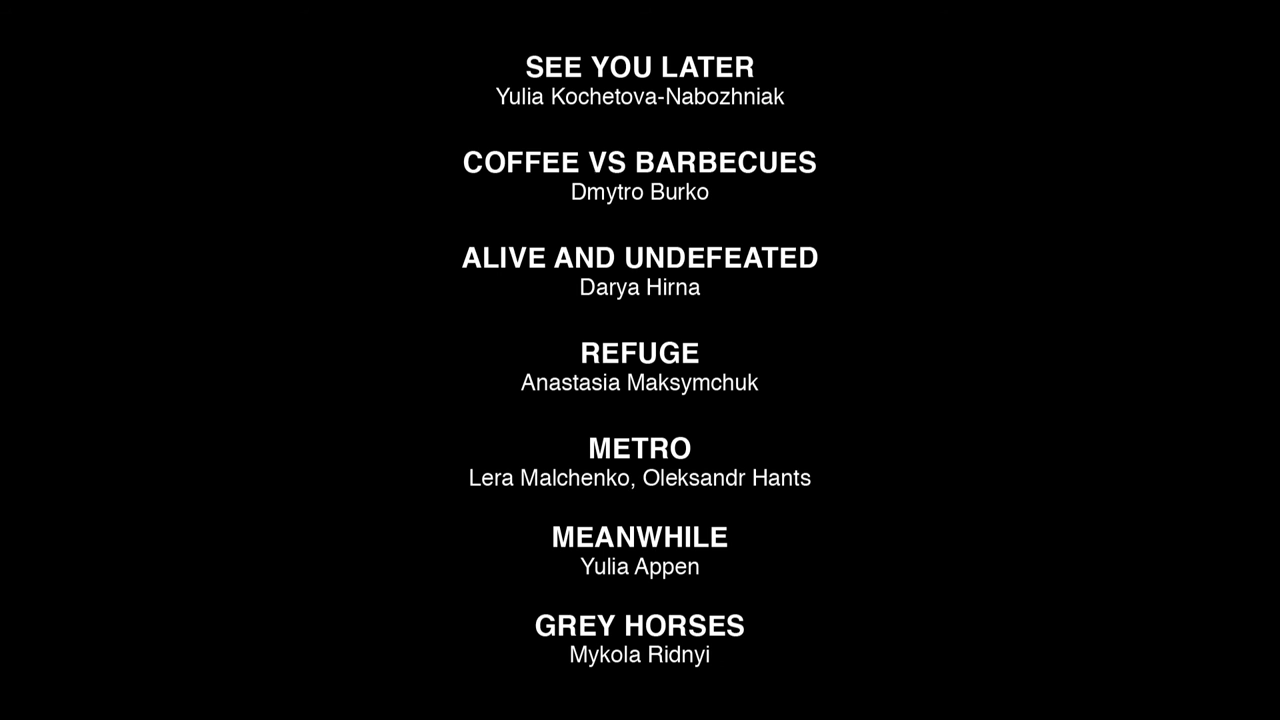 SEE YOU LATER
Yulia Kochetova-Nabozhniak
COFFEE VS BARBECUES
Dmytro Burko
ALIVE AND UNDEFEATED
Darya Hirna
REFUGE
Anastasia Maksymchuk
METRO
Lera Malchenko, Oleksandr Hants
MEANWHILE
Yulia Appen
GREY HORSES
Mykola Ridnyi